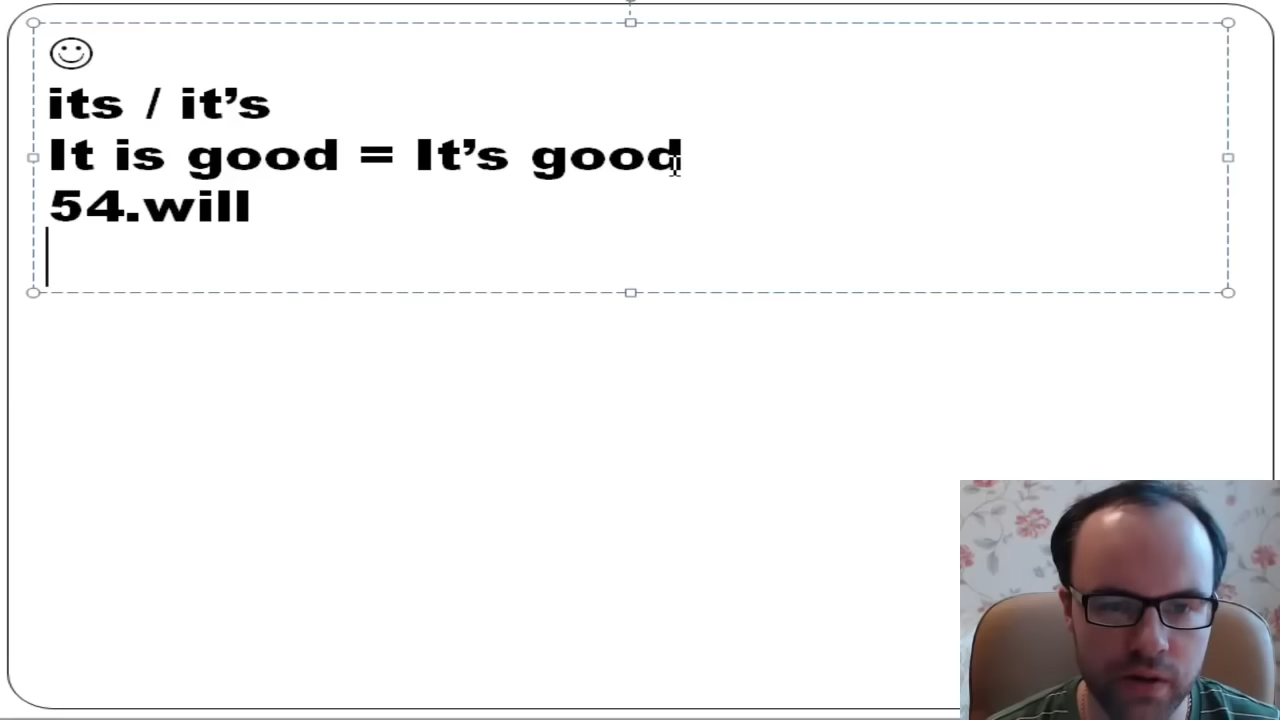 ☺
its / it’s
It is good = It’s good
54.will